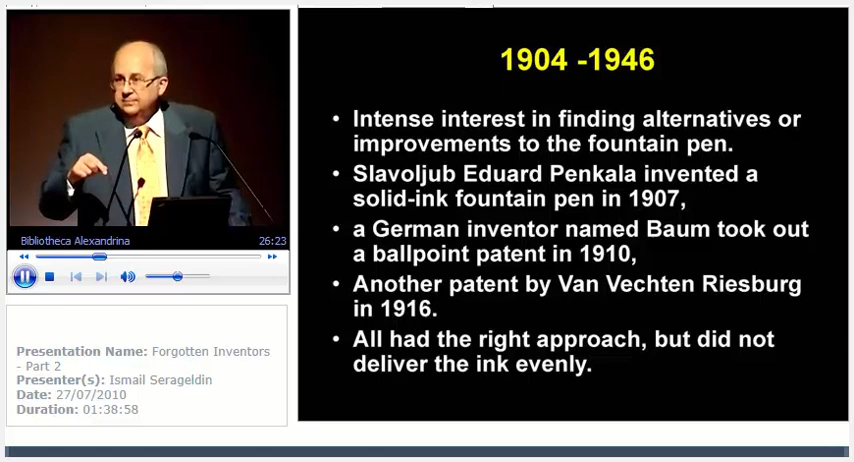 Bibliotheca Alexandrina 26:23
Presentation Name: Forgotten Inventors
- Part 2
Presenter(s): Ismail Serageldin
Date: 27/07/2010
Duration: 01:38:58
1904 -1946
• Intense interest in finding alternatives or
improvements to the fountain pen.
• Slavoljub Eduard Penkala invented a
solid-ink fountain pen in 1907,
• a German inventor named Baum took out
a ballpoint patent in 1910,
• Another patent by Van Vechten Riesburg
in 1916.
• All had the right approach, but did not
deliver the ink evenly.